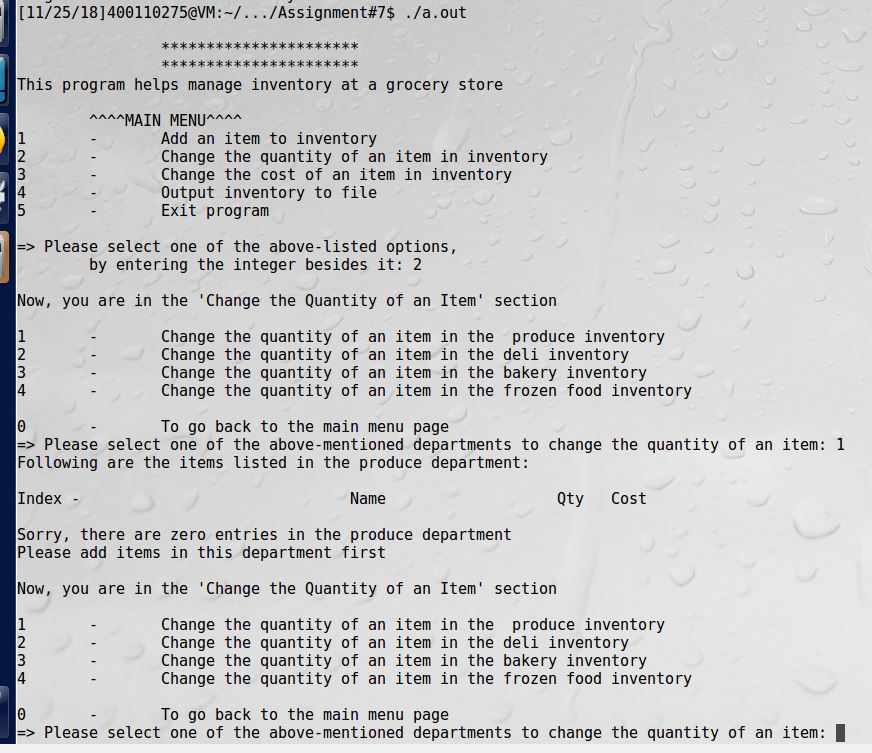 [11/25/18]400110275@VM:~/.../Assignment#7$ ./a.out
**********************
**********************
This program helps manage inventory at a grocery store
^^^^MAIN MENU^^^^
1 - Add an item to inventory
2 - Change the quantity of an item in inventory
3 - Change the cost of an item in inventory
4 - Output inventory to file
5 - Exit program
=> Please select one of the above-listed options,
by entering the integer besides it: 2
Now, you are in the 'Change the Quantity of an Item' section
1 - Change the quantity of an item in the  produce inventory
2 - Change the quantity of an item in the deli inventory
3 - Change the quantity of an item in the bakery inventory
4 - Change the quantity of an item in the frozen food inventory
0 - To go back to the main menu page
=> Please select one of the above-mentioned departments to change the quantity of an item: 1
Following are the items listed in the produce department:
Index - Name Qty Cost
Sorry, there are zero entries in the produce department
Please add items in this department first
Now, you are in the 'Change the Quantity of an Item' section
1 - Change the quantity of an item in the  produce inventory
2 - Change the quantity of an item in the deli inventory
3 - Change the quantity of an item in the bakery inventory
4 - Change the quantity of an item in the frozen food inventory
0 - To go back to the main menu page
=> Please select one of the above-mentioned departments to change the quantity of an item: